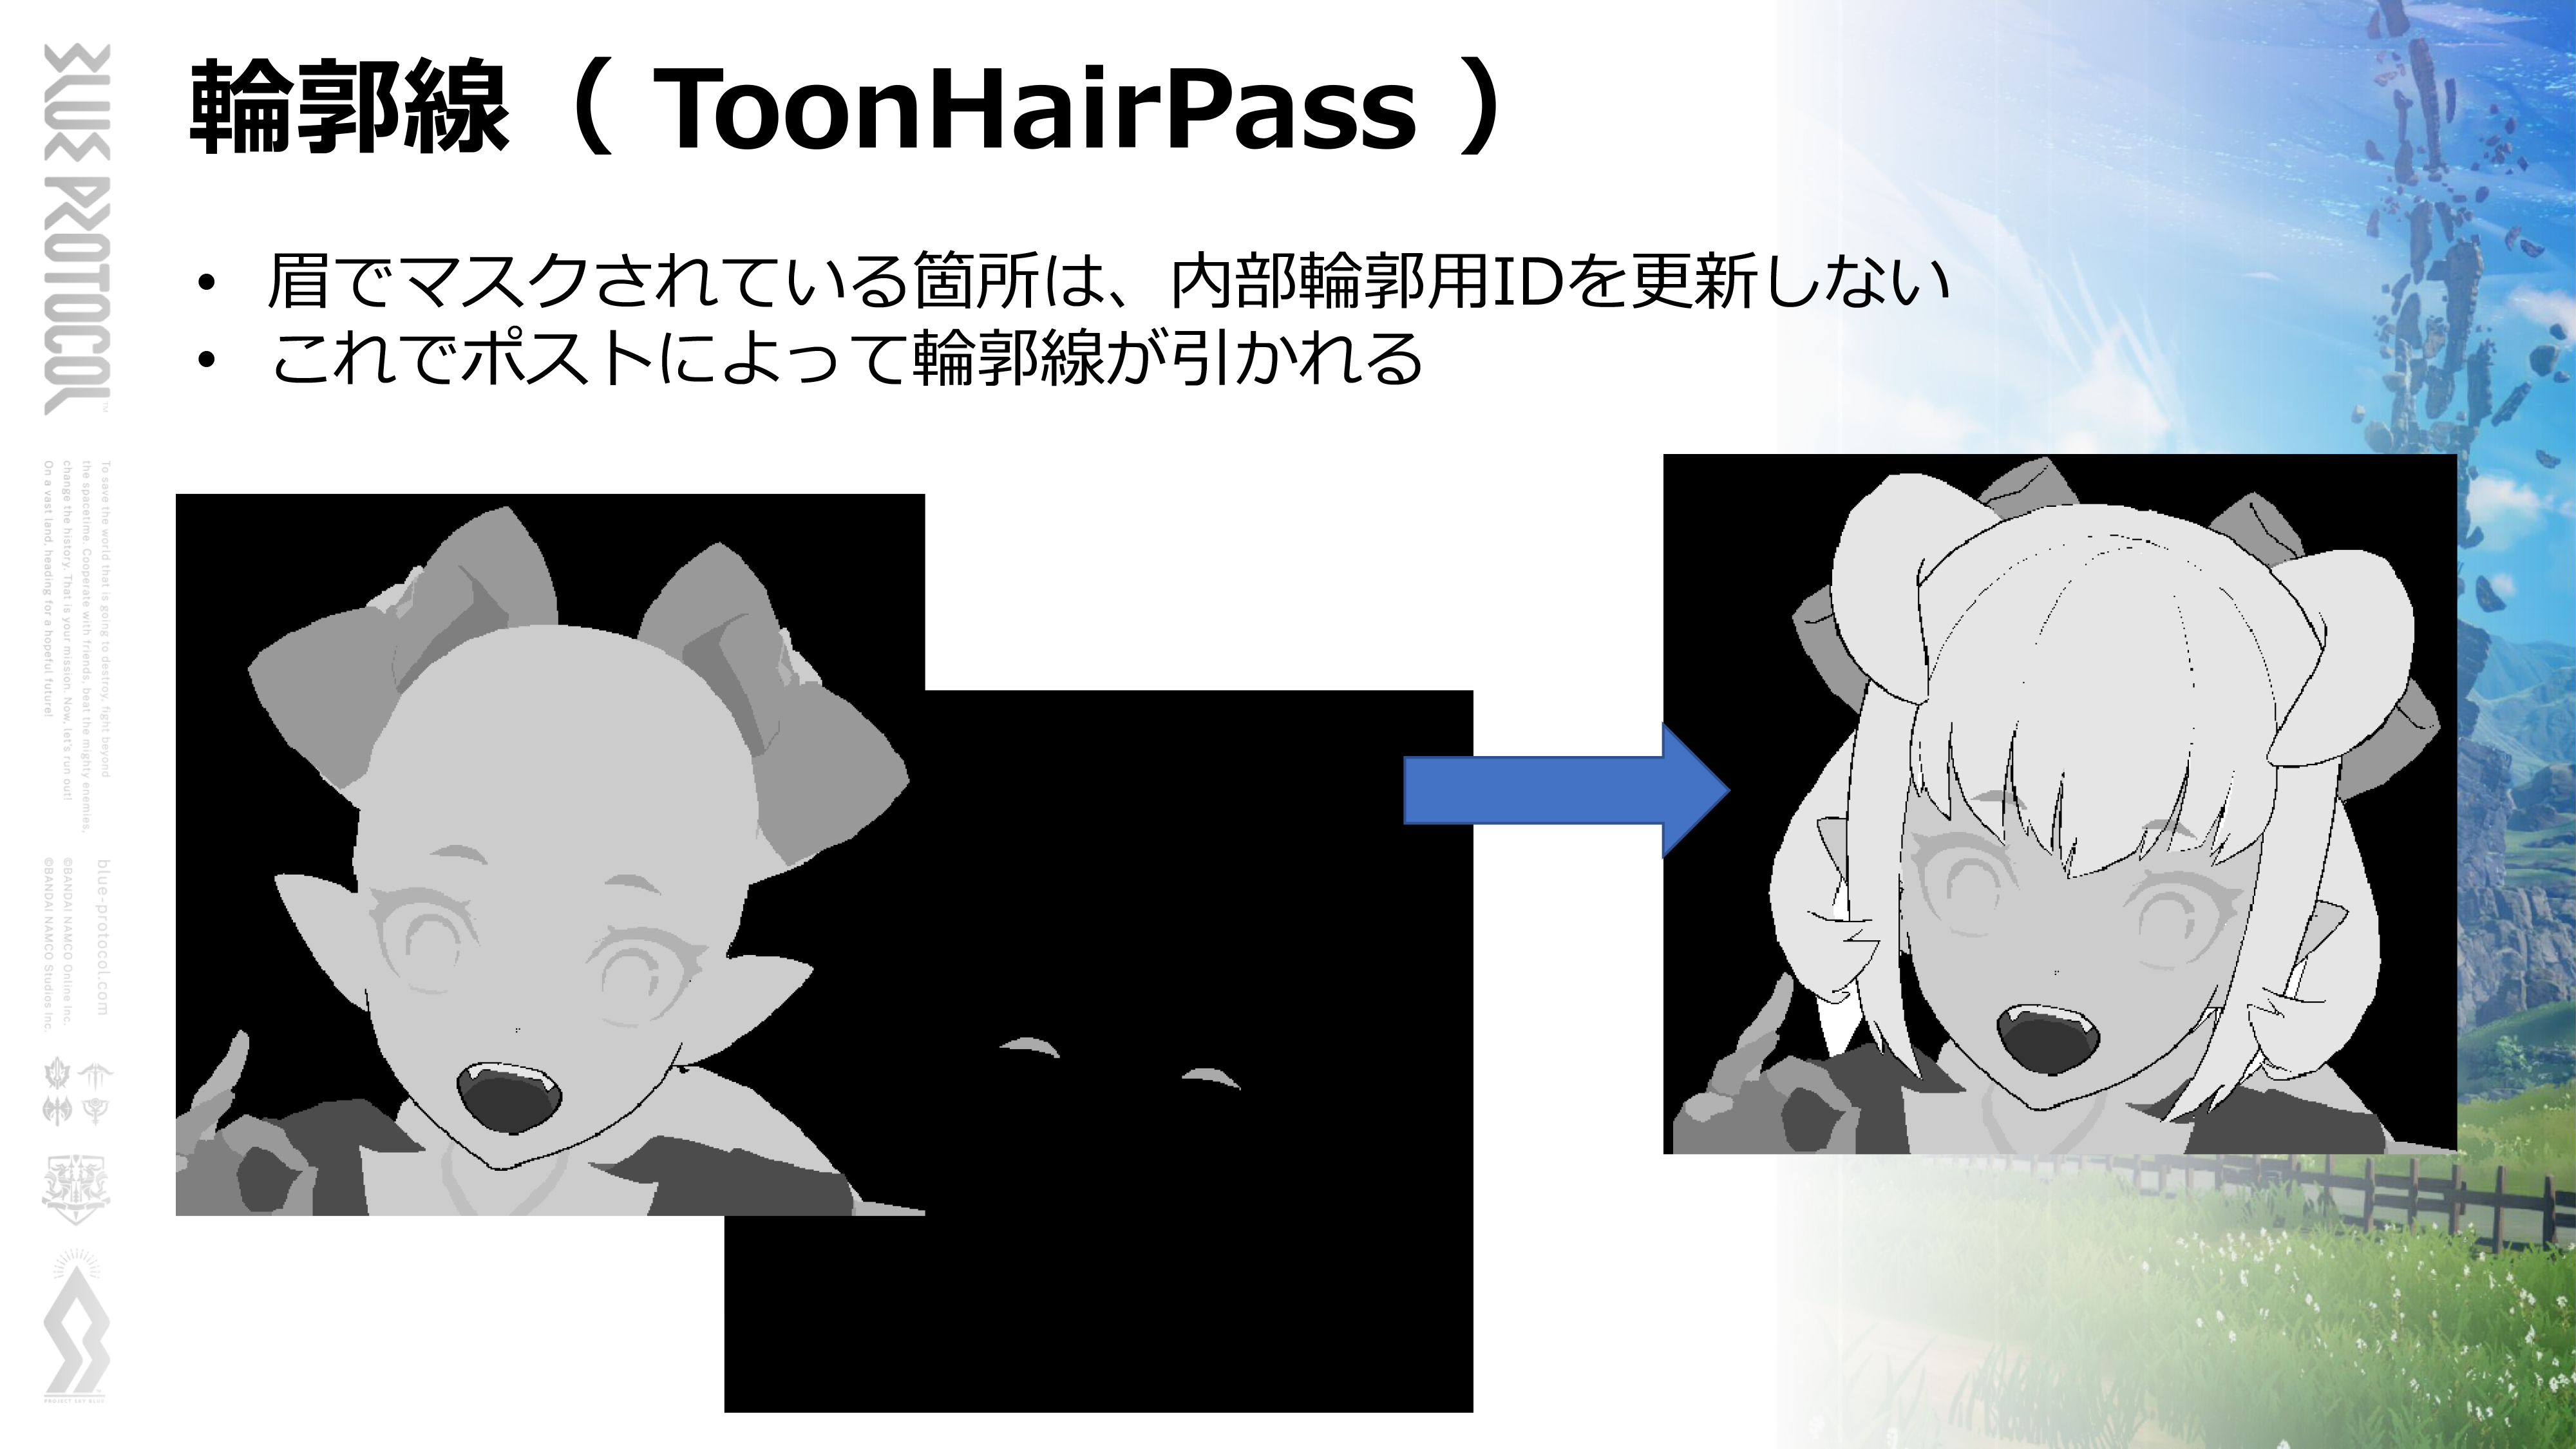 輪郭線（ ToonHairPass ）
• 眉でマスクされている箇所は、内部輪郭用IDを更新しない
• これでポストによって輪郭線が引かれる
BLUE PROTOCOL™
To save the world that is going to destroy, fight beyond
the spacetime. Cooperate with friends, beat the mighty enemies,
change the history. That is your mission. Now, let's run out!
On a vast land, heading for a hopeful future!
blue-protocol.com
©BANDAI NAMCO Online Inc.
©BANDAI NAMCO Studios Inc.
PROJECT SKY BLUE